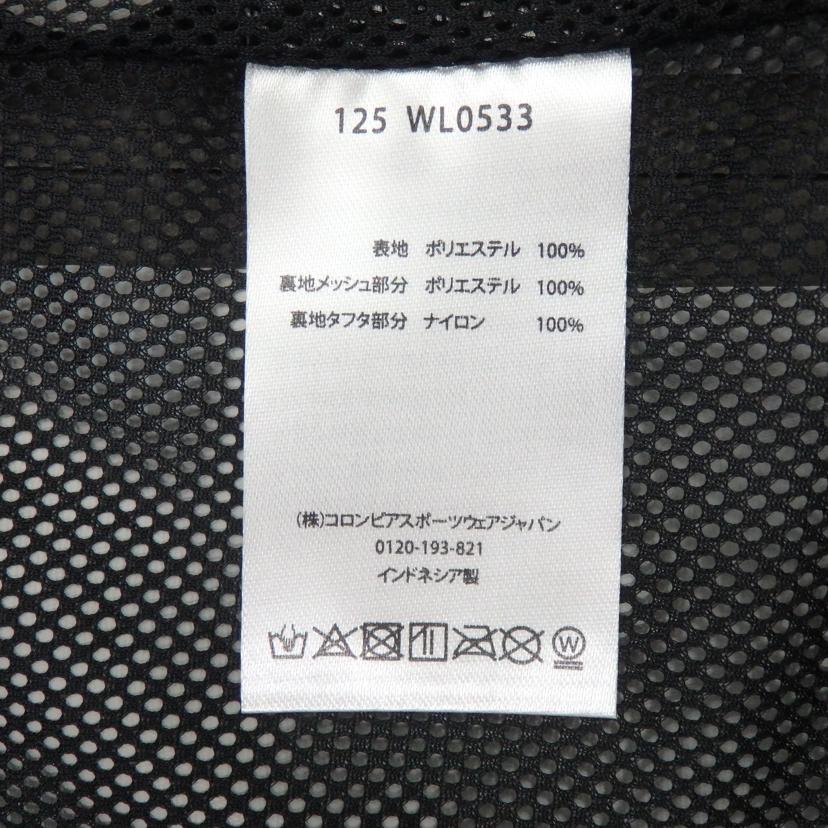 125 WL0533
表地 ポリエステル 100%
裏地メッシュ部分 ポリエステル 100%
裏地タフタ部分 ナイロン 100%
(株)コロンビアスポーツウェアジャパン
0120-193-821
インドネシア製
W